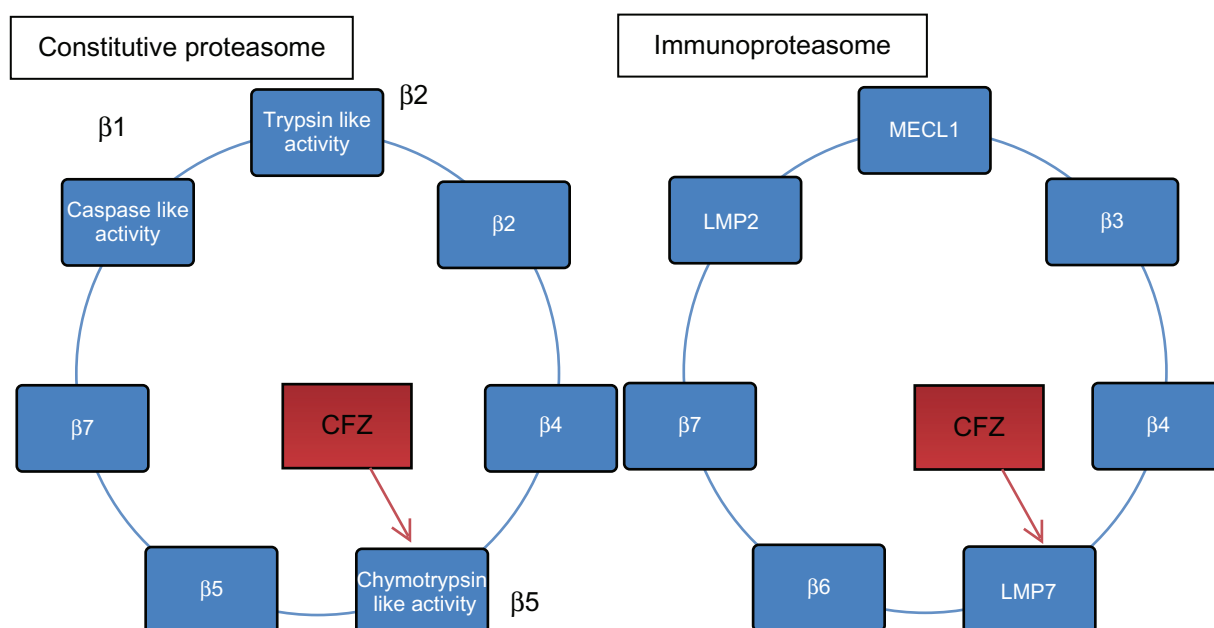 Constitutive proteasome
β1
Trypsin like
activity
β2
Caspase like
activity
β2
β7
CFZ
β4
β5
Chymotrypsin
like activity
β5
Immunoproteasome
MECL1
LMP2
β3
β7
CFZ
β4
β6
LMP7